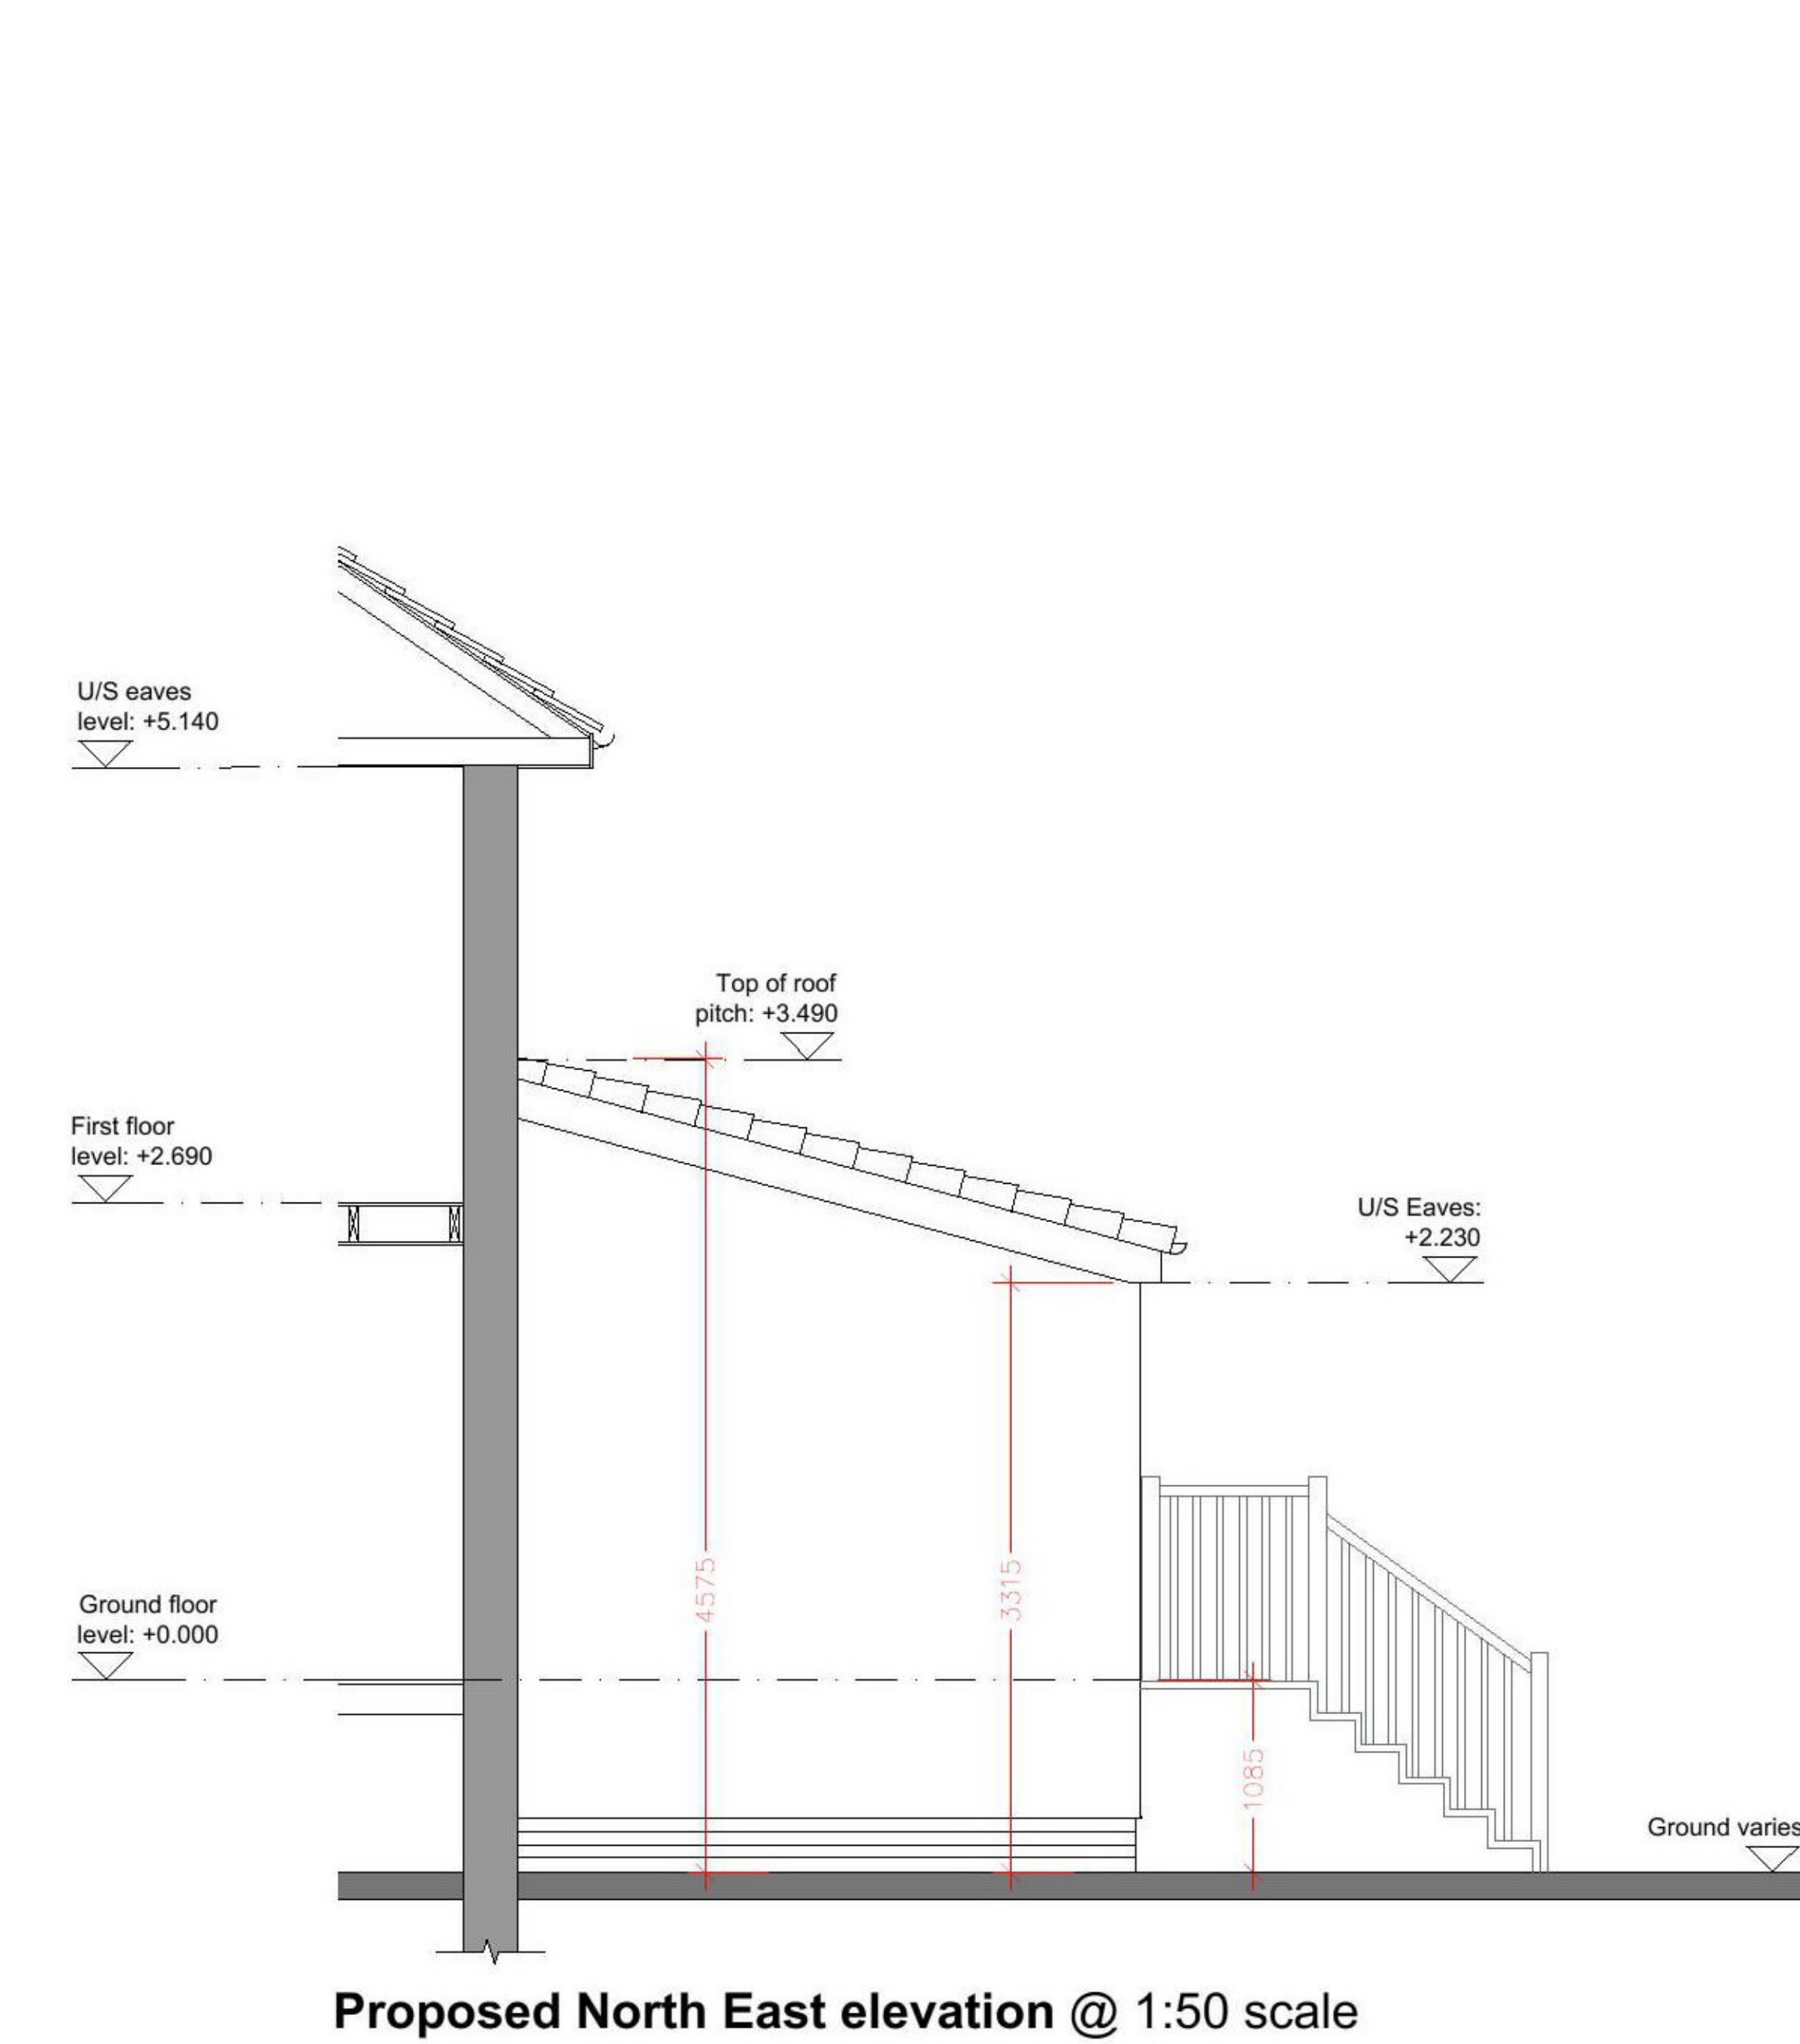 U/S eaves
level: +5.140
Top of roof
pitch: +3.490
First floor
level: +2.690
U/S Eaves:
+2.230
4575
3315
Ground floor
level: +0.000
1085
Ground varies
Proposed North East elevation @ 1:50 scale